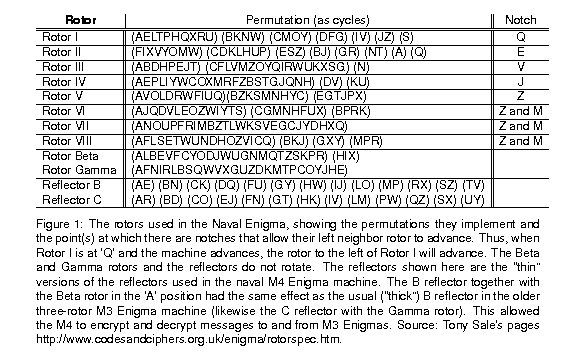 Rotor Permutation (as cycles) Notch
Rotor I (AELTPHQXRU) (BKNW) (CMOY) (DFG) (IV) (JZ) (S) Q
Rotor II (FIXVYOMW) (CDKLHUP) (ESZ) (BJ) (GR) (NT) (A) (Q) E
Rotor III (ABDHPEJT) (CFLVMZOYQIRWUKXSG) (N) V
Rotor IV (AEPLIYWCOXMRFZBSTGJQNH) (DV) (KU) J
Rotor V (AVOLDRWFIUQ)(BZKSMNHYC) (EGTJPX) Z
Rotor VI (AJQDVLEOZWIYTS) (CGMNHFUX) (BPRK) Z and M
Rotor VII (ANOUPFRIMBZTLWKSVEGCJYDHXQ) Z and M
Rotor VIII (AFLSETWUNDHOZVICQ) (BKJ) (GXY) (MPR) Z and M
Rotor Beta (ALBEVFCYODJWUGNMQTZSKPR) (HIX)
Rotor Gamma (AFNIRLBSQWVXGUZDKMTPCOYJHE)
Reflector B (AE) (BN) (CK) (DQ) (FU) (GY) (HW) (IJ) (LO) (MP) (RX) (SZ) (TV)
Reflector C (AR) (BD) (CO) (EJ) (FN) (GT) (HK) (IV) (LM) (PW) (QZ) (SX) (UY)
Figure 1: The rotors used in the Naval Enigma, showing the permutations they implement and
the point(s) at which there are notches that allow their left neighbor rotor to advance. Thus, when
Rotor I is at 'Q' and the machine advances, the rotor to the left of Rotor I will advance. The Beta
and Gamma rotors and the reflectors do not rotate. The reflectors shown here are the "thin"
versions of the reflectors used in the naval M4 Enigma machine. The B reflector together with
the Beta rotor in the 'A' position had the same effect as the usual ("thick") B reflector in the older
three-rotor M3 Enigma machine (likewise the C reflector with the Gamma rotor). This allowed
the M4 to encrypt and decrypt messages to and from M3 Enigmas. Source: Tony Sale's pages
http://www.codesandciphers.org.uk/enigma/rotorspec.htm.